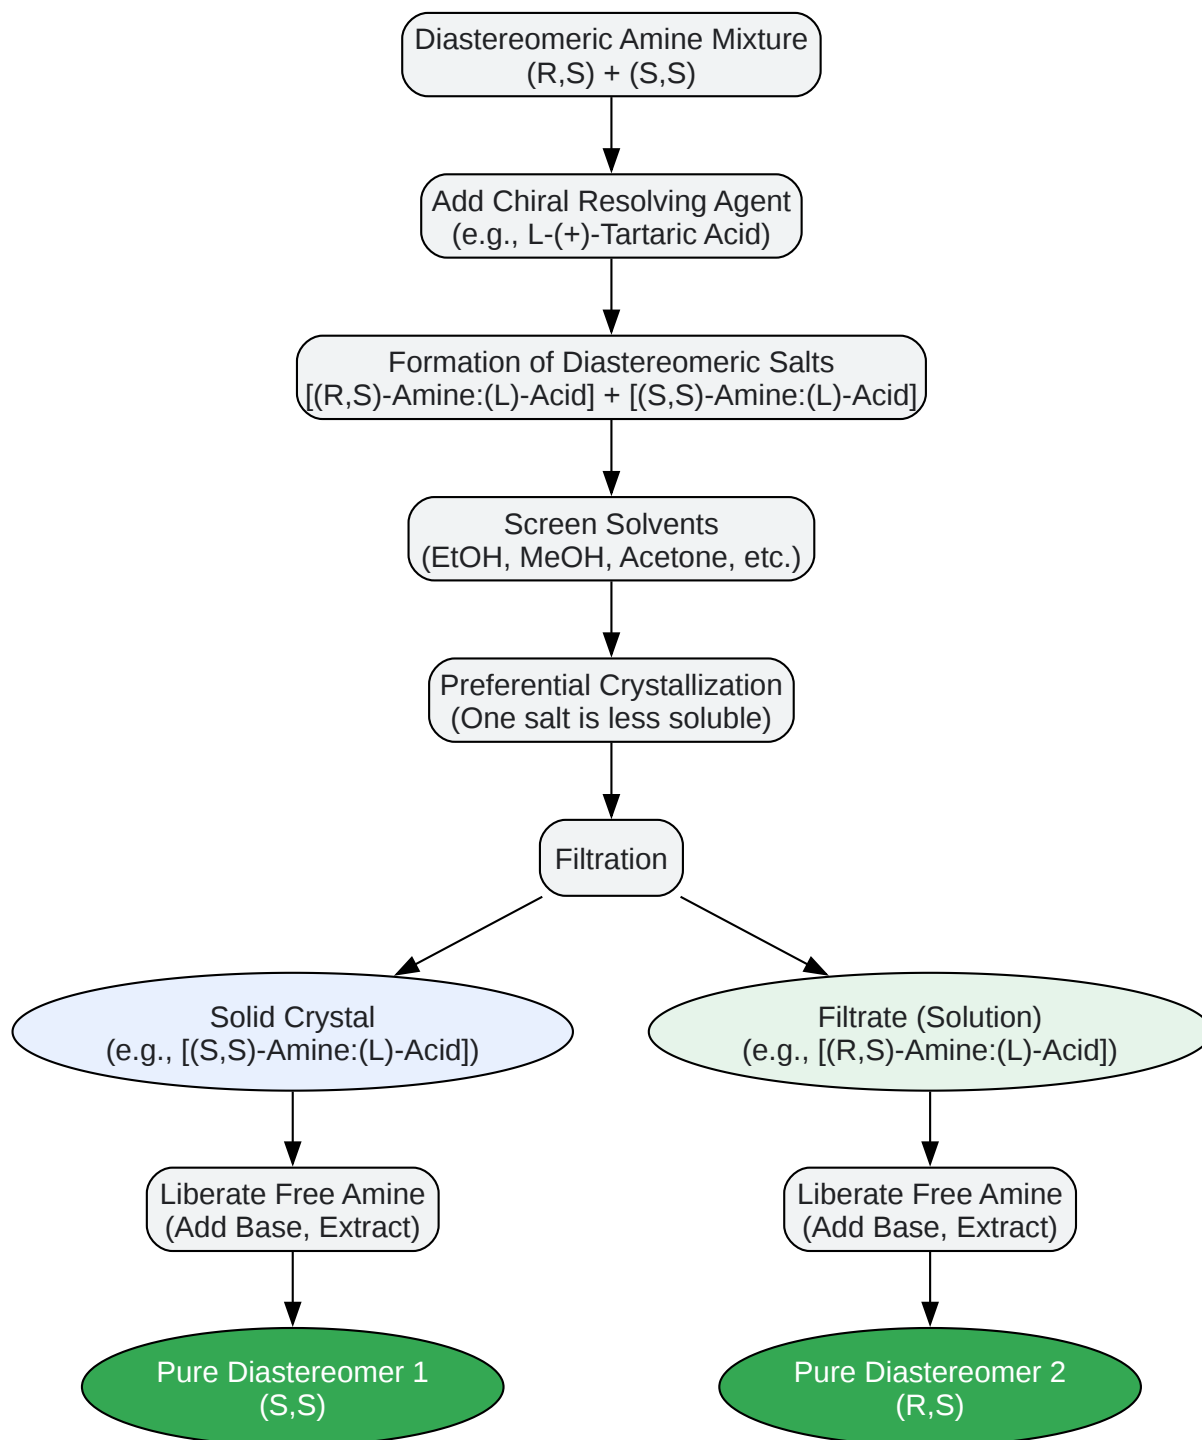 Diastereomeric Amine Mixture
(R,S) + (S,S)
Add Chiral Resolving Agent
(e.g., L-(+)-Tartaric Acid)
Formation of Diastereomeric Salts
[(R,S)-Amine:(L)-Acid] + [(S,S)-Amine:(L)-Acid]
Screen Solvents
(EtOH, MeOH, Acetone, etc.)
Preferential Crystallization
(One salt is less soluble)
Filtration
Solid Crystal
(e.g., [(S,S)-Amine:(L)-Acid])
Filtrate (Solution)
(e.g., [(R,S)-Amine:(L)-Acid])
Liberate Free Amine
(Add Base, Extract)
Liberate Free Amine
(Add Base, Extract)
Pure Diastereomer 1
(S,S)
Pure Diastereomer 2
(R,S)